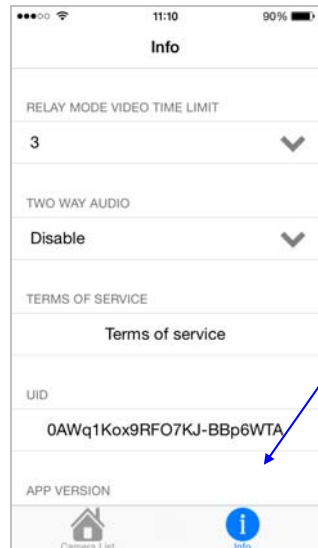 11:10
90%
Info
RELAY MODE VIDEO TIME LIMIT
3
TWO WAY AUDIO
Disable
TERMS OF SERVICE
Terms of service
UID
0AWq1Kox9RFO7KJ-BBp6WTA
APP VERSION
Camera List
Info